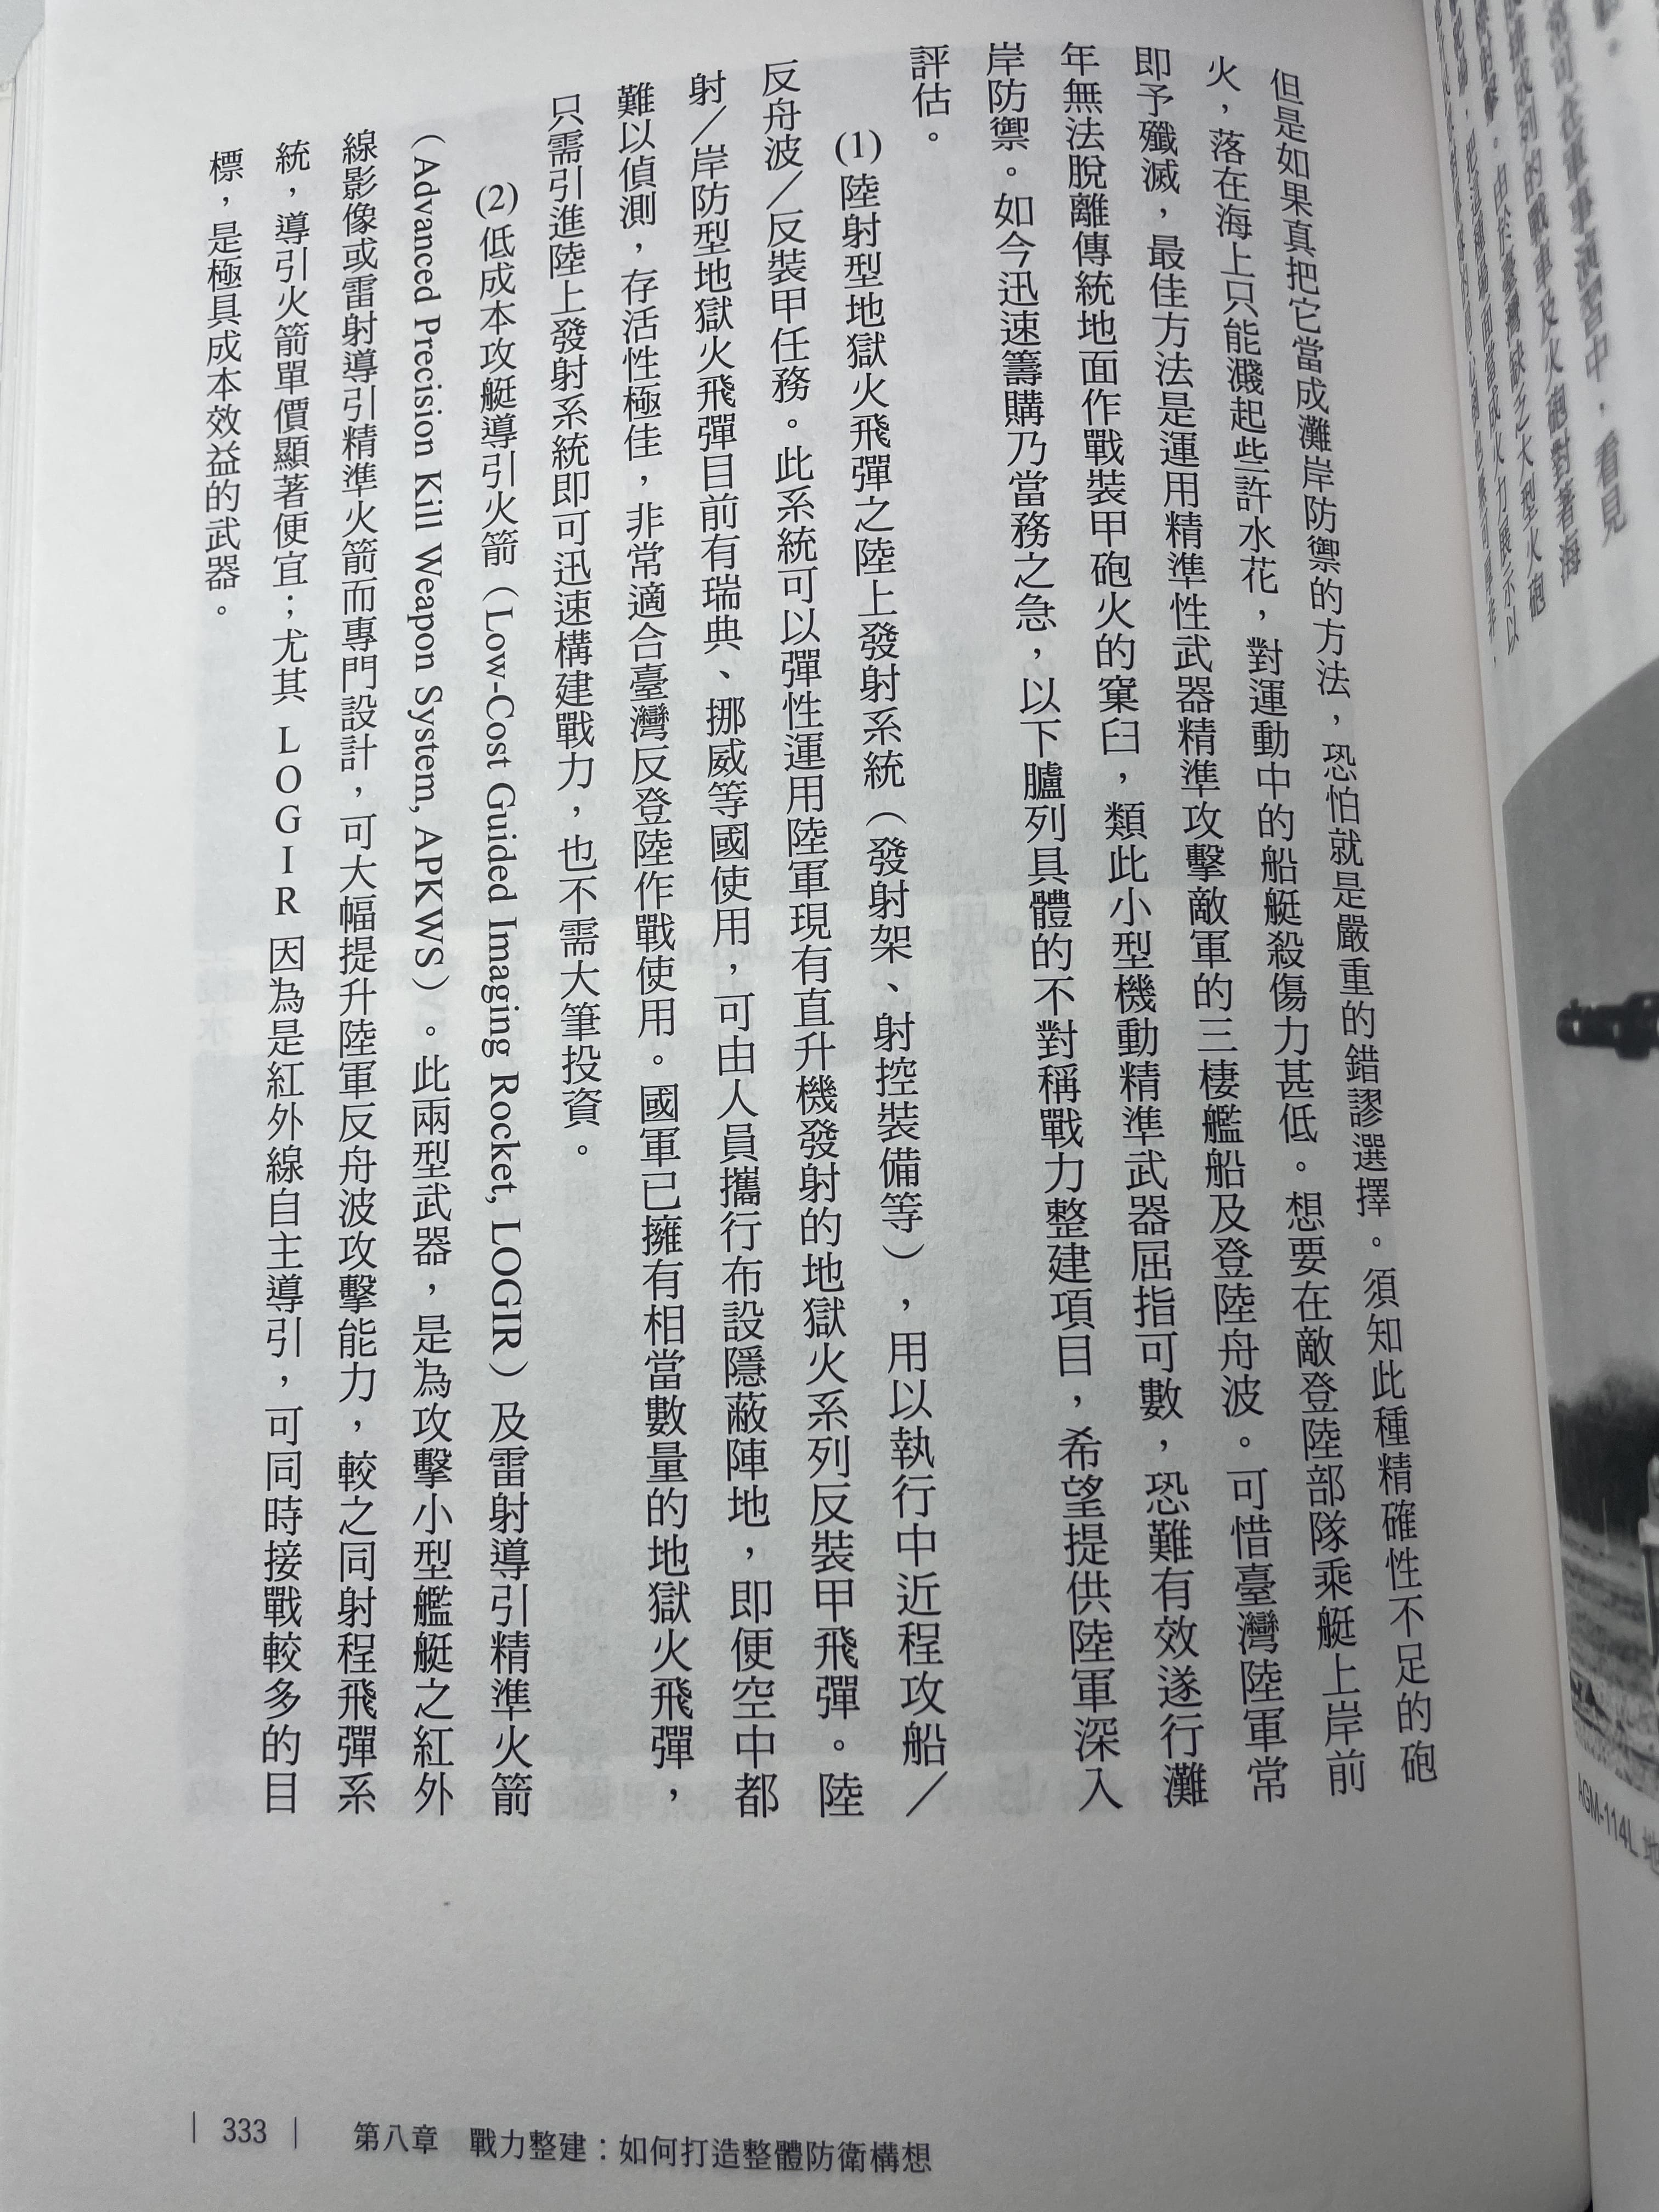 但是如果真把它當成灘岸防禦的方法，恐怕就是嚴重的錯謬選擇。須知此種精確性不足的砲
火，落在海上只能濺起些許水花，對運動中的船艇殺傷力甚低。想要在敵登陸部隊乘艇上岸前
即予殲滅，最佳方法是運用精準性武器精準攻擊敵軍的三棲艦船及登陸舟波。可惜臺灣陸軍常
年無法脫離傳統地面作戰裝甲砲火的窠臼，類此小型機動精準武器屈指可數，恐難有效遂行灘
岸防禦。如今迅速籌購乃當務之急，以下臚列具體的不對稱戰力整建項目，希望提供陸軍深入
評估。
(1)陸射型地獄火飛彈之陸上發射系統（發射架、射控裝備等），用以執行中近程攻船／
反舟波／反裝甲任務。此系統可以彈性運用陸軍現有直升機發射的地獄火系列反裝甲飛彈。陸
射／岸防型地獄火飛彈目前有瑞典、挪威等國使用，可由人員攜行布設隱蔽陣地，即便空中都
難以偵測，存活性極佳，非常適合臺灣反登陸作戰使用。國軍已擁有相當數量的地獄火飛彈，
只需引進陸上發射系統即可迅速構建戰力，也不需大筆投資。
(2)低成本攻艇導引火箭（Low-Cost Guided Imaging Rocket, LOGIR）及雷射導引精準火箭
（Advanced Precision Kill Weapon System, APKWS）。此兩型武器，是為攻擊小型艦艇之紅外
線影像或雷射導引精準火箭而專門設計，可大幅提升陸軍反舟波攻擊能力，較之同射程飛彈系
統，導引火箭單價顯著便宜；尤其 LOGIR 因為是紅外線自主導引，可同時接戰較多的目
標，是極具成本效益的武器。
| 333 | 第八章 戰力整建：如何打造整體防衛構想
AGM-114L 地